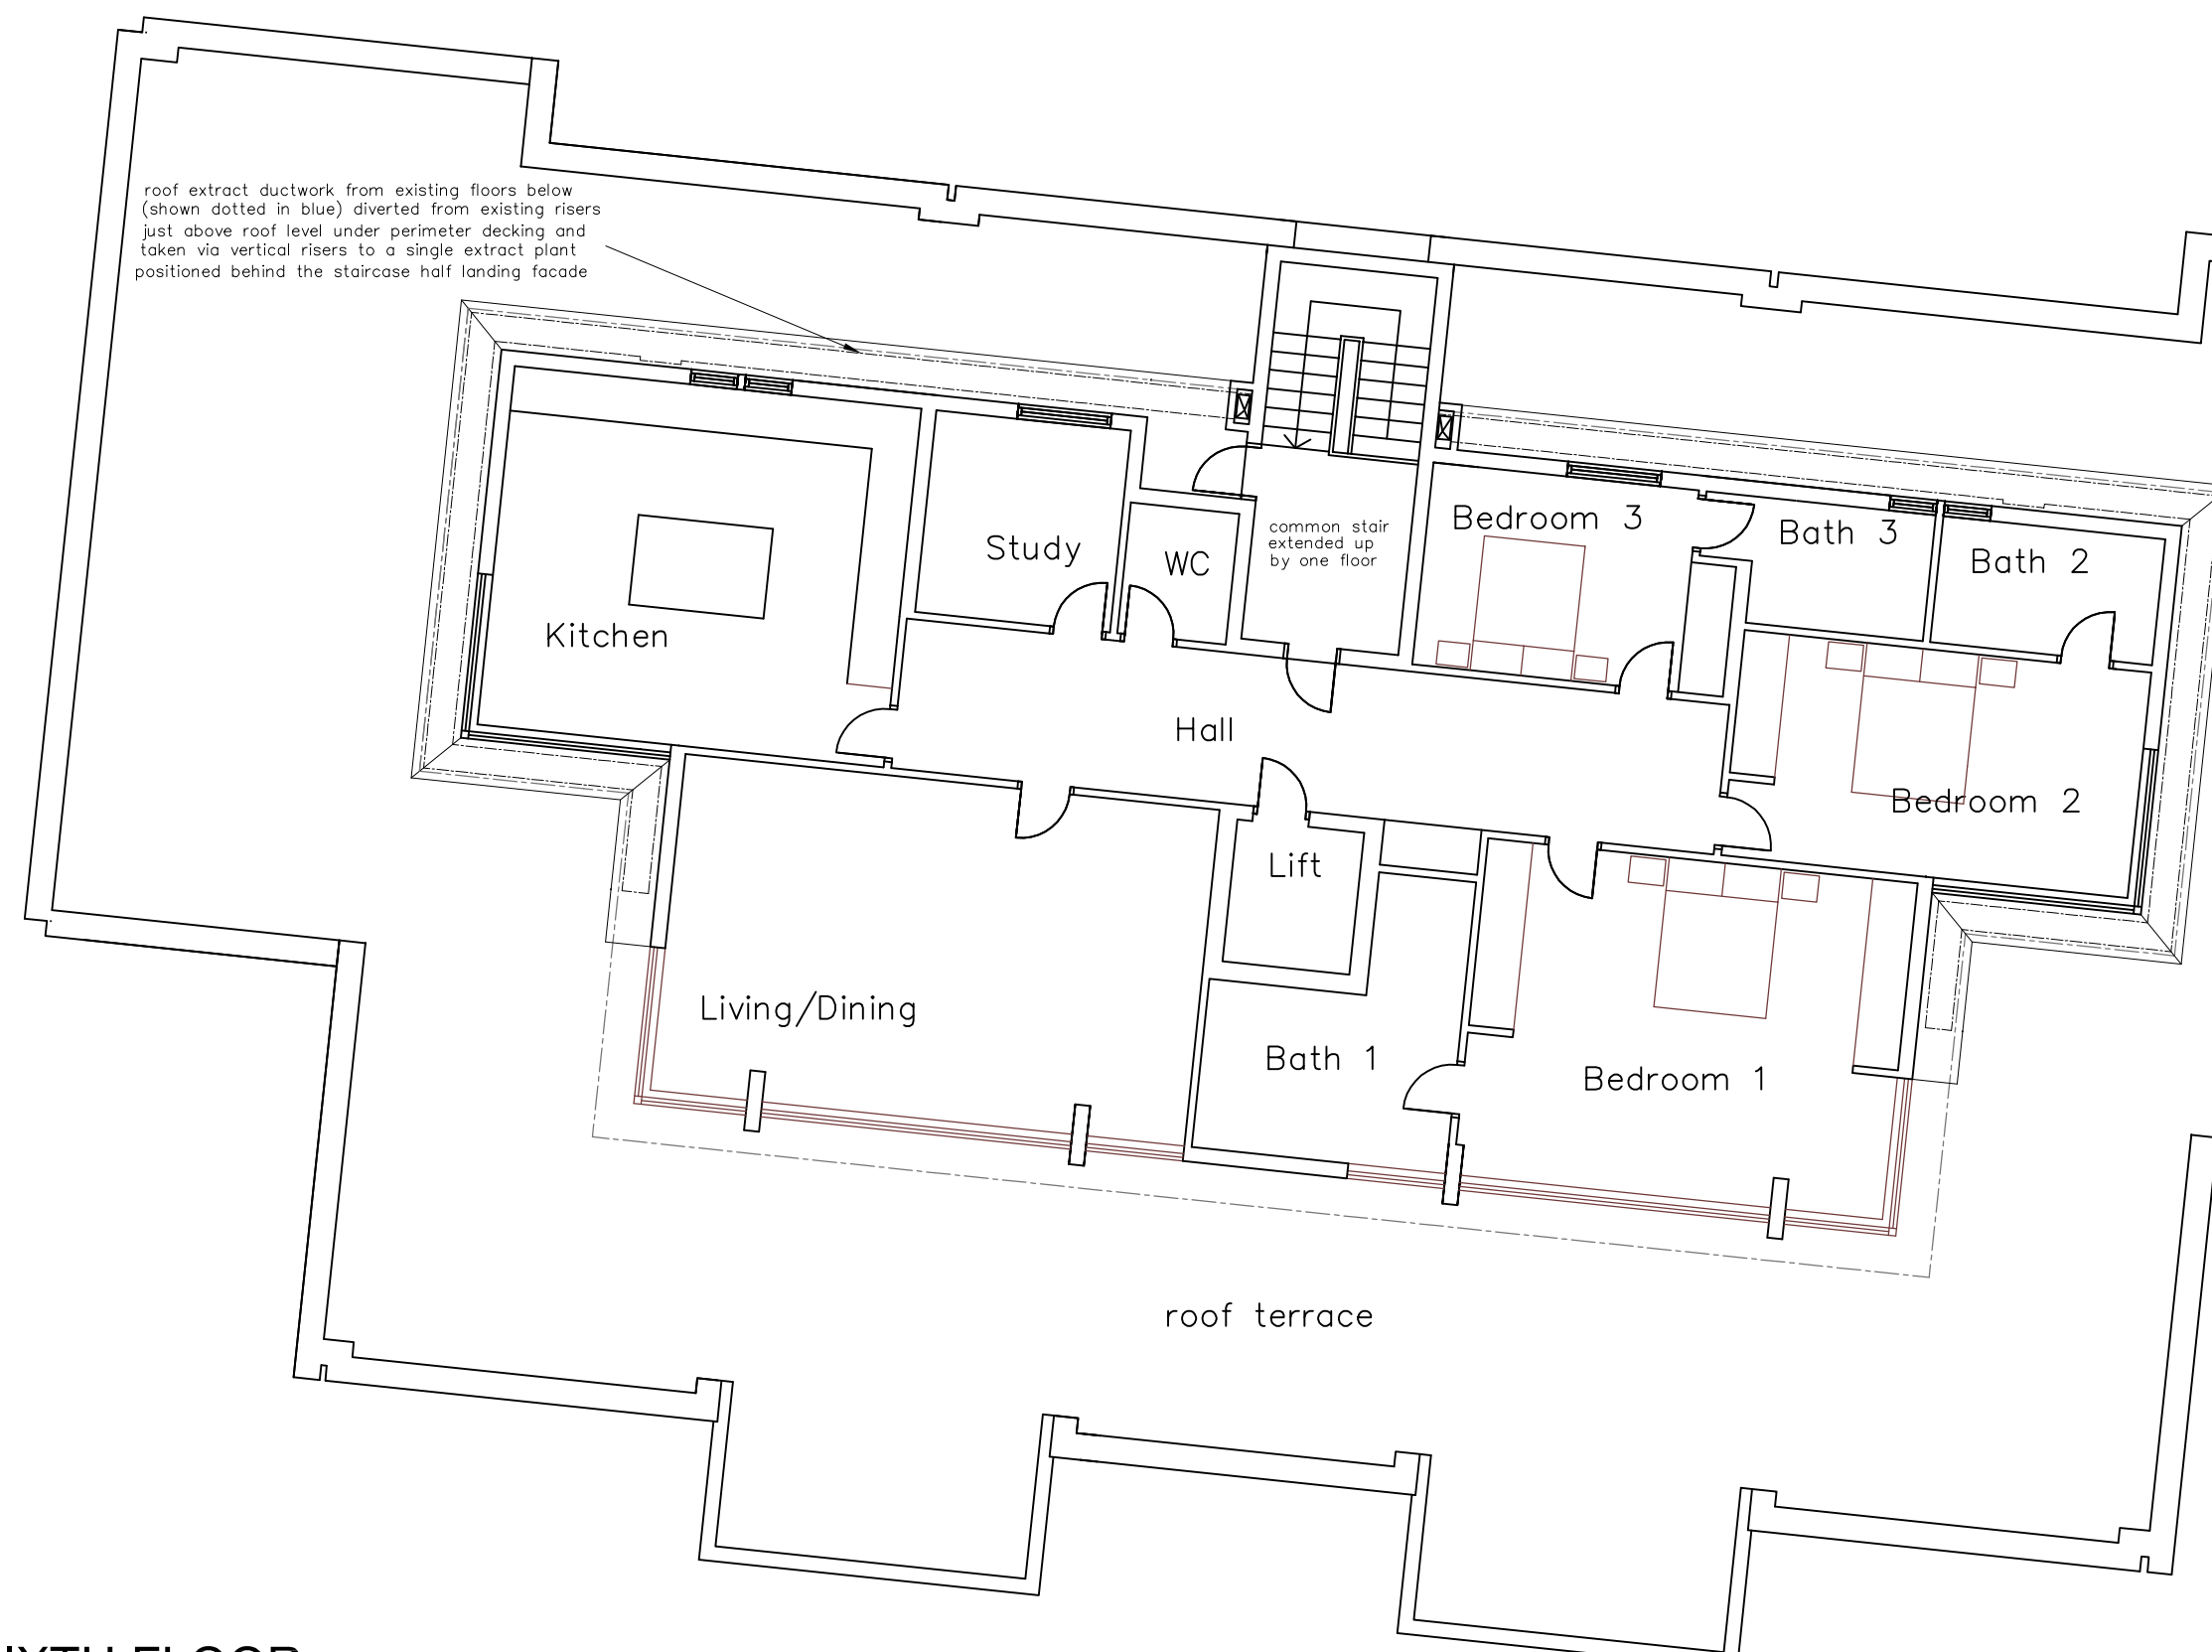 roof extract ductwork from existing floors below
(shown dotted in blue) diverted from existing risers
just above roof level under perimeter decking and
taken via vertical risers to a single extract plant
positioned behind the staircase half landing facade
Bedroom 3
Bath 3
Bath 2
Study
WC
common stair
extended up
by one floor
Kitchen
Hall
Bedroom 2
Lift
Living/Dining
Bath 1
Bedroom 1
roof terrace
IXTH FLOOR